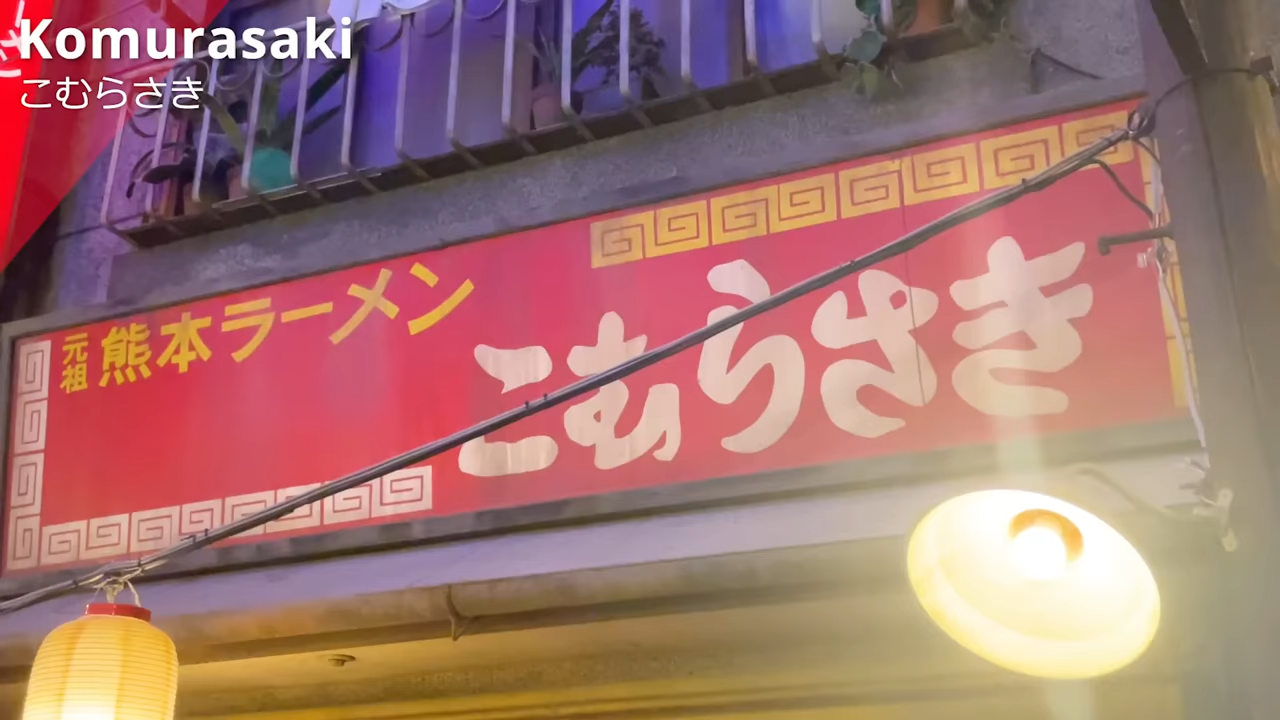 Komurasaki
こむらさき
元祖 熊本ラーメン
こむらさき